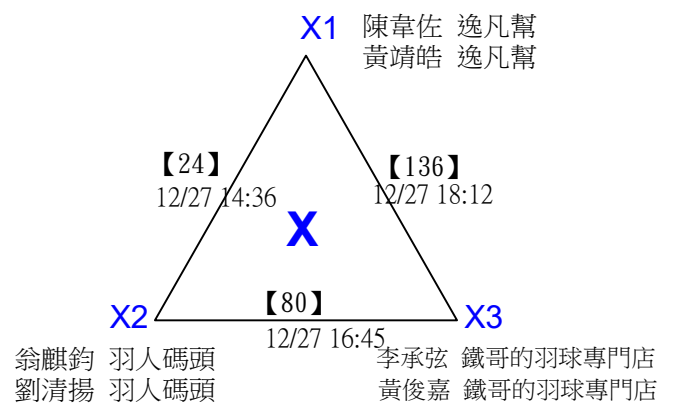 X1 陳韋佐 逸凡幫
黃靖皓 逸凡幫
【24】
12/27 14:36
【136】
12/27 18:12
X
【80】
12/27 16:45
X2
X3
翁麒鈞 羽人碼頭
劉清揚 羽人碼頭
李承弦 鐵哥的羽球專門店
黃俊嘉 鐵哥的羽球專門店